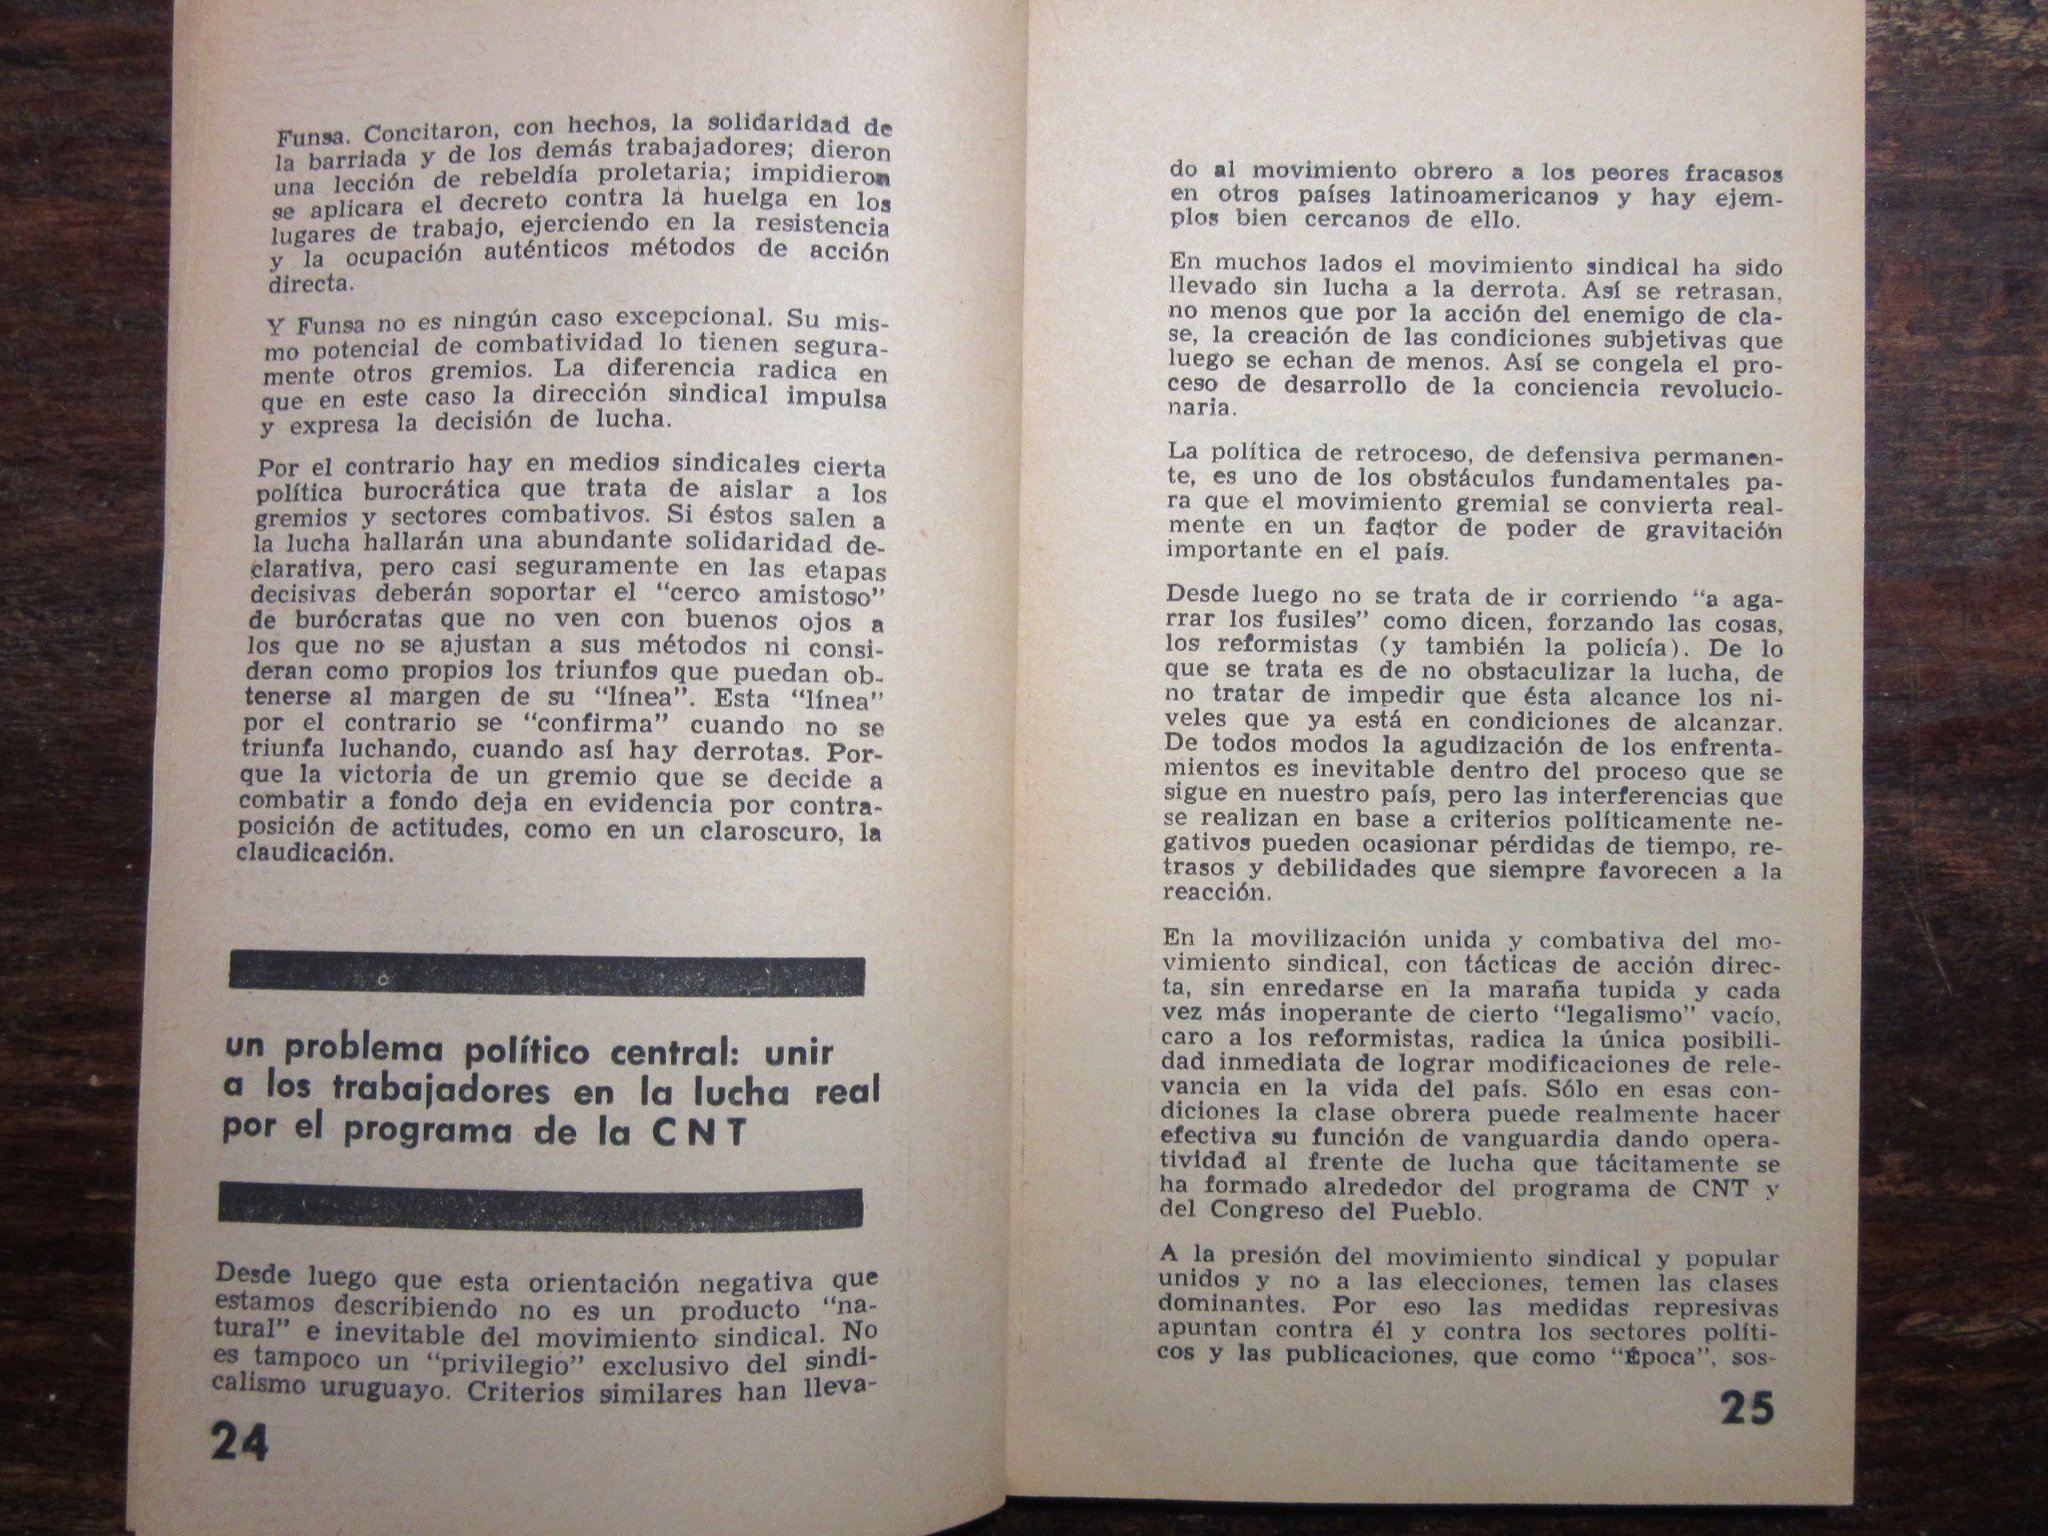 Funsa. Concitaron, con hechos, la solidaridad de
la barriada y de los demás trabajadores; dieron
una lección de rebeldía proletaria; impidieron
se aplicara el decreto contra la huelga en los
lugares de trabajo, ejerciendo en la resistencia
y la ocupación auténticos métodos de acción
directa.
Y Funsa no es ningún caso excepcional. Su mis-
mo potencial de combatividad lo tienen segura-
mente otros gremios. La diferencia radica en
que en este caso la dirección sindical impulsa
y expresa la decisión de lucha.
Por el contrario hay en medios sindicales cierta
política burocrática que trata de aislar a los
gremios y sectores combativos. Si éstos salen a
la lucha hallarán una abundante solidaridad de-
clarativa, pero casi seguramente en las etapas
decisivas deberán soportar el “cerco amistoso”
de burócratas que no ven con buenos ojos a
los que no se ajustan a sus métodos ni consi-
deran como propios los triunfos que puedan ob-
tenerse al margen de su “línea”. Esta “línea”
por el contrario se “confirma” cuando no se
triunfa luchando, cuando así hay derrotas. Por-
que la victoria de un gremio que se decide a
combatir a fondo deja en evidencia por contra-
posición de actitudes, como en un claroscuro, la
claudicación.
un problema político central: unir
a los trabajadores en la lucha real
por el programa de la CNT
Desde luego que esta orientación negativa que
estamos describiendo no es un producto “na-
tural” e inevitable del movimiento sindical. No
es tampoco un “privilegio” exclusivo del sindi-
calismo uruguayo. Criterios similares han lleva-
24
do al movimiento obrero a los peores fracasos
en otros países latinoamericanos y hay ejem-
plos bien cercanos de ello.
En muchos lados el movimiento sindical ha sido
llevado sin lucha a la derrota. Así se retrasan,
no menos que por la acción del enemigo de cla-
se, la creación de las condiciones subjetivas que
luego se echan de menos. Así se congela el pro-
ceso de desarrollo de la conciencia revolucio-
naria.
La política de retroceso, de defensiva permanen-
te, es uno de los obstáculos fundamentales pa-
ra que el movimiento gremial se convierta real-
mente en un factor de poder de gravitación
importante en el país.
Desde luego no se trata de ir corriendo “a aga-
rrar los fusiles” como dicen, forzando las cosas,
los reformistas (y también la policía). De lo
que se trata es de no obstaculizar la lucha, de
no tratar de impedir que ésta alcance los ni-
veles que ya está en condiciones de alcanzar.
De todos modos la agudización de los enfrenta-
mientos es inevitable dentro del proceso que se
sigue en nuestro país, pero las interferencias que
se realizan en base a criterios políticamente ne-
gativos pueden ocasionar pérdidas de tiempo, re-
trasos y debilidades que siempre favorecen a la
reacción.
En la movilización unida y combativa del mo-
vimiento sindical, con tácticas de acción direc-
ta, sin enredarse en la maraña tupida y cada
vez más inoperante de cierto “legalismo” vacío,
caro a los reformistas, radica la única posibili-
dad inmediata de lograr modificaciones de rele-
vancia en la vida del país. Sólo en esas con-
diciones la clase obrera puede realmente hacer
efectiva su función de vanguardia dando opera-
tividad al frente de lucha que tácitamente se
ha formado alrededor del programa de CNT y
del Congreso del Pueblo.
A la presión del movimiento sindical y popular
unidos y no a las elecciones, temen las clases
dominantes. Por eso las medidas represivas
apuntan contra él y contra los sectores políti-
cos y las publicaciones, que como “Época”, sos-
25